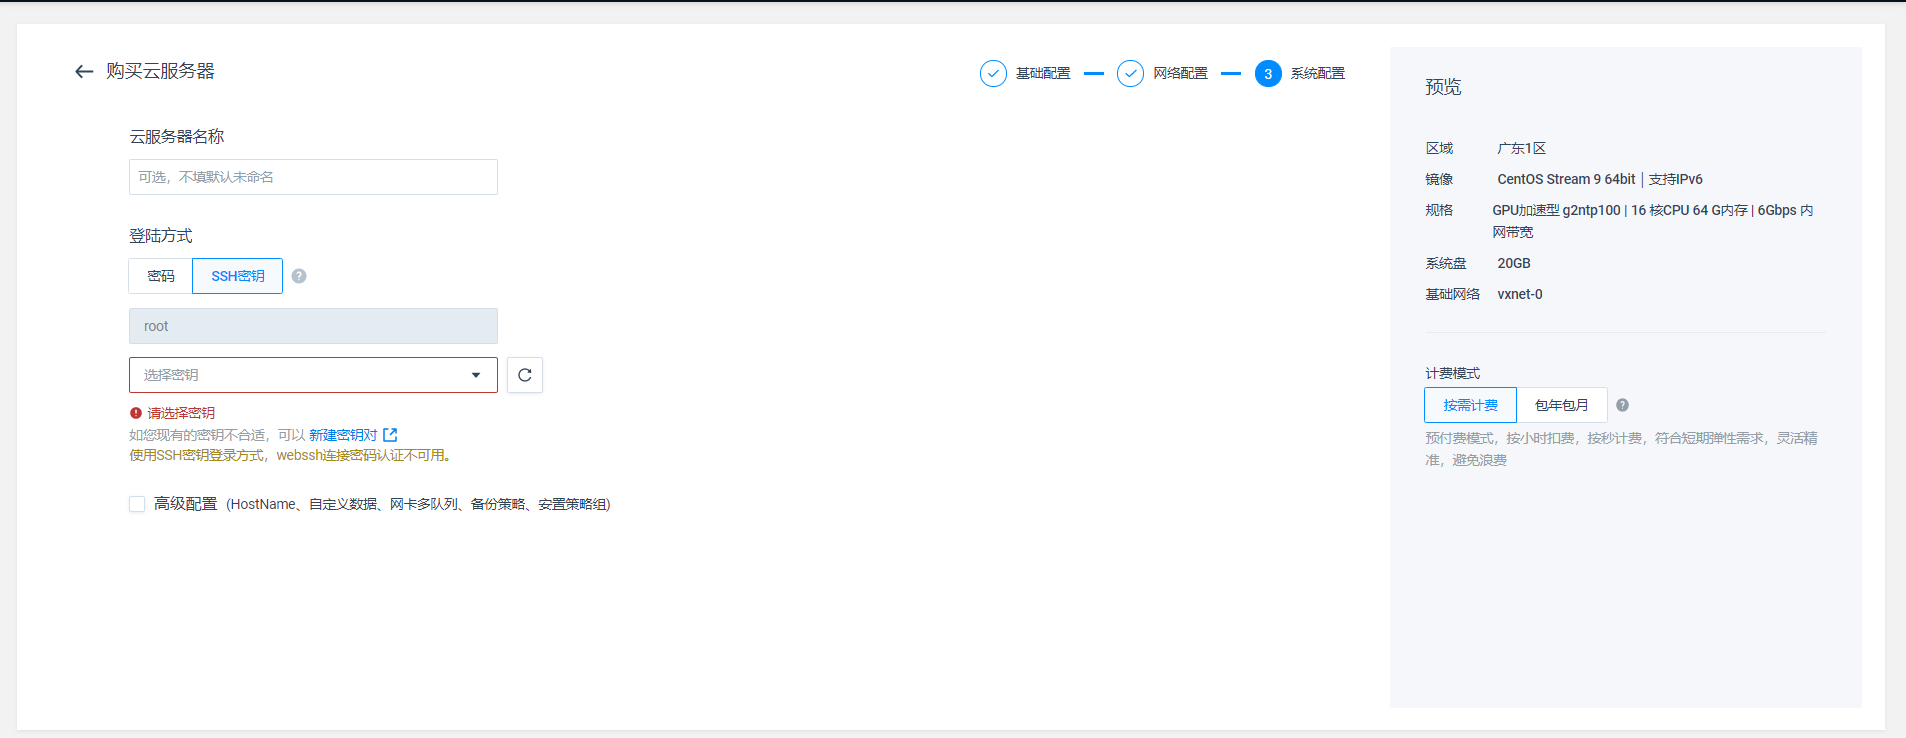 购买云服务器
基础配置
网络配置
3 系统配置
云服务器名称
可选，不填默认未命名
登陆方式
密码 SSH密钥 ?
root
选择密钥
请选择密钥
如您现有的密钥不合适，可以 新建密钥对
使用SSH密钥登录方式，webssh连接密码认证不可用。
高级配置 (HostName、自定义数据、网卡多队列、备份策略、安置策略组)
预览
区域 广东1区
镜像 CentOS Stream 9 64bit | 支持IPv6
规格 GPU加速型 g2ntp100 | 16 核CPU 64 G内存 | 6Gbps 内
网带宽
系统盘 20GB
基础网络 vxnet-0
计费模式
按需计费 包年包月 ?
预付费模式，按小时扣费，按秒计费，符合短期弹性需求，灵活精
准，避免浪费